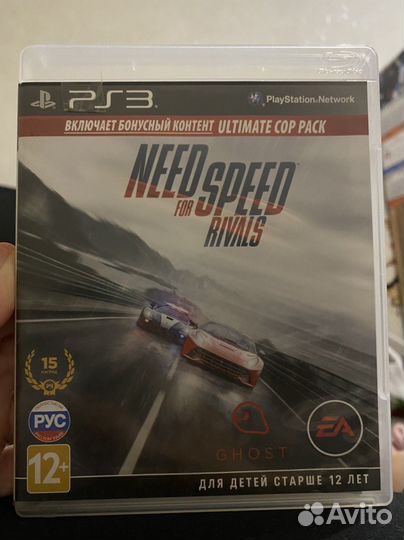 PS3
PlayStation®Network
ВКЛЮЧАЕТ БОНУСНЫЙ КОНТЕНТ ULTIMATE COP PACK
NEED
FOR SPEED
RIVALS
15
НАГРАД
РУС
12+
GHOST
EA
ДЛЯ ДЕТЕЙ СТАРШЕ 12 ЛЕТ
Avito